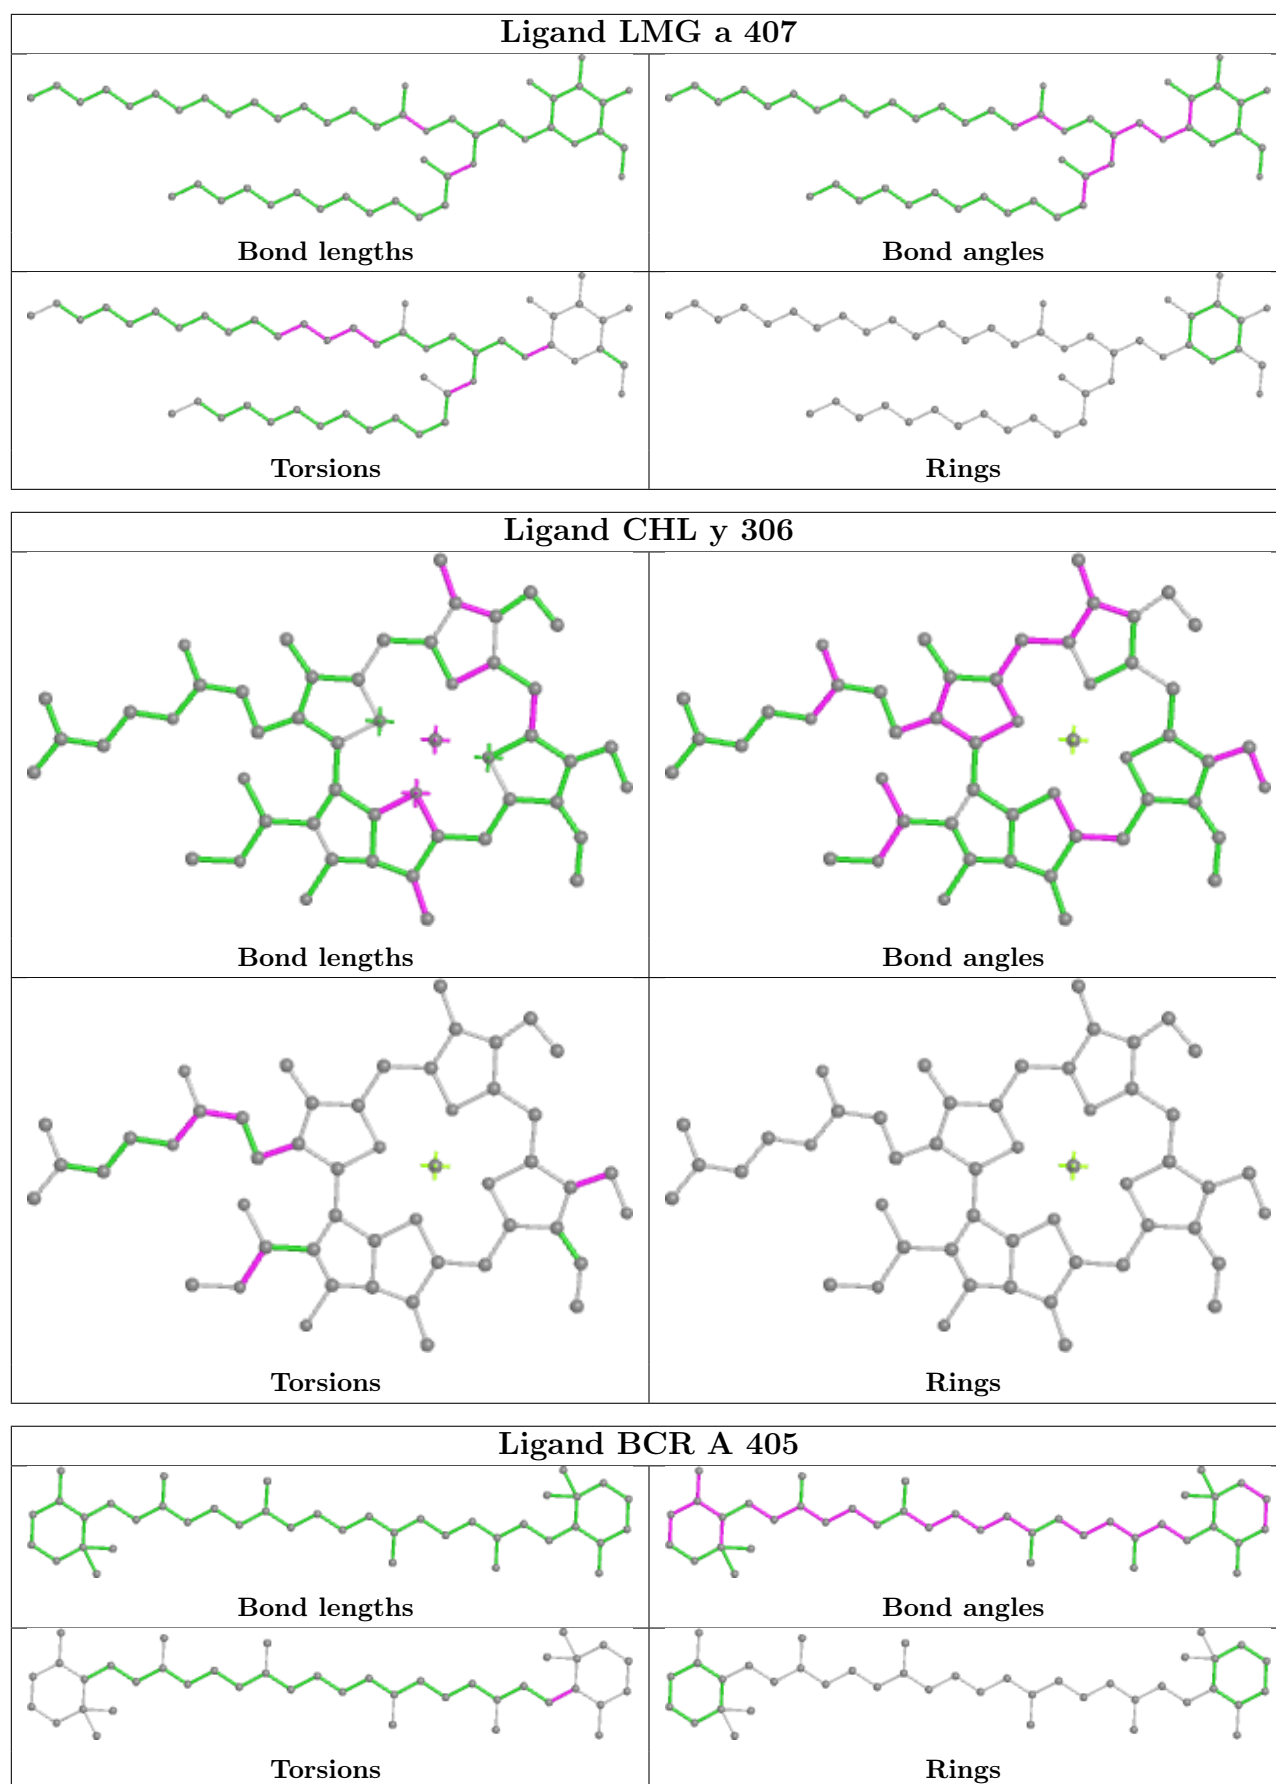 Ligand LMG a 407
Bond lengths
Bond angles
Torsions
Rings
Ligand CHL y 306
Bond lengths
Bond angles
Torsions
Rings
Ligand BCR A 405
Bond lengths
Bond angles
Torsions
Rings